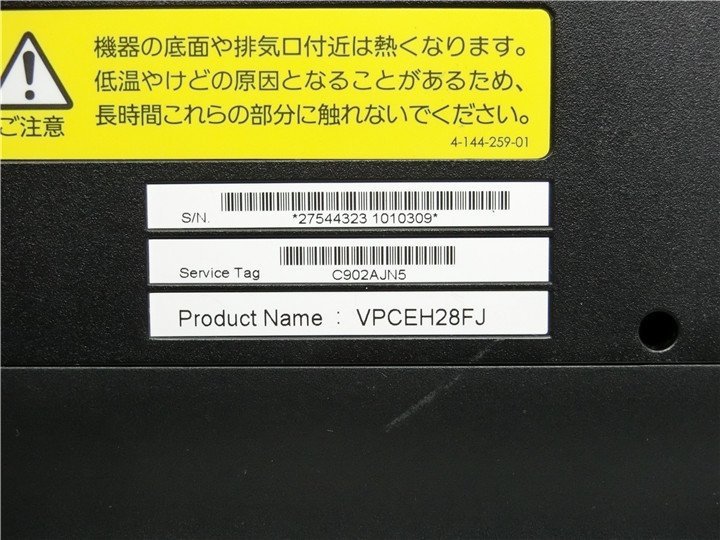 機器の底面や排気口付近は熱くなります。
低温やけどの原因となることがあるため、
長時間これらの部分に触れないでください。
ご注意
4-144-259-01
S/N.
*27544323 1010309*
Service Tag
C902AJN5
Product Name : VPCEH28FJ